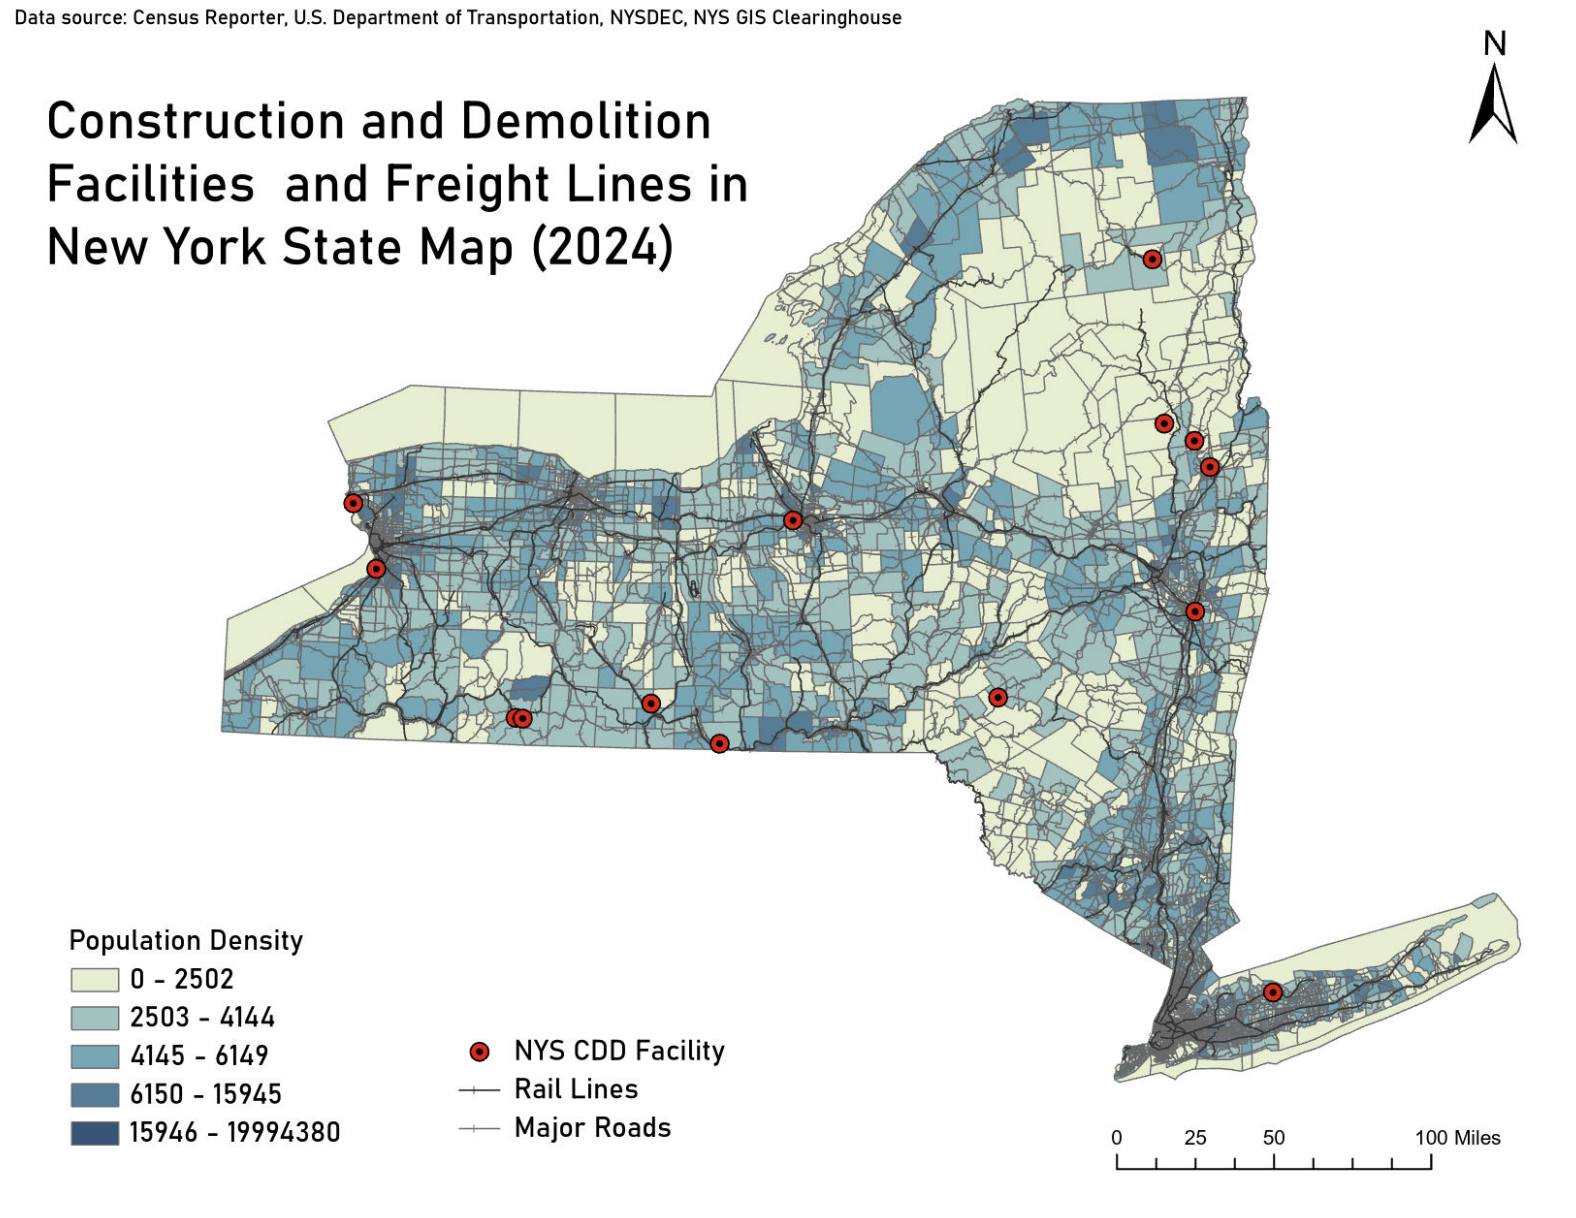 Data source: Census Reporter, U.S. Department of Transportation, NYSDEC, NYS GIS Clearinghouse
N
Construction and Demolition
Facilities  and Freight Lines in
New York State Map (2024)
Population Density
0 - 2502
2503 - 4144
4145 - 6149
6150 - 15945
15946 - 19994380
NYS CDD Facility
Rail Lines
Major Roads
0 25 50 100 Miles